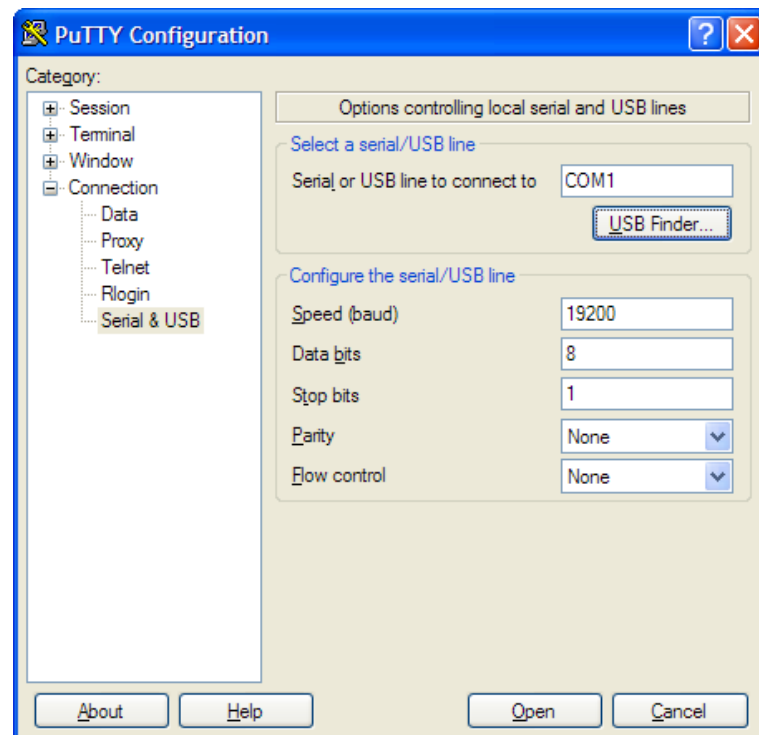 PuTTY Configuration
Category:
Session
Terminal
Window
Connection
Data
Proxy
Telnet
Rlogin
Serial & USB
Options controlling local serial and USB lines
Select a serial/USB line
Serial or USB line to connect to COM1
USB Finder...
Configure the serial/USB line
Speed (baud) 19200
Data bits 8
Stop bits 1
Parity None
Flow control None
About Help Open Cancel